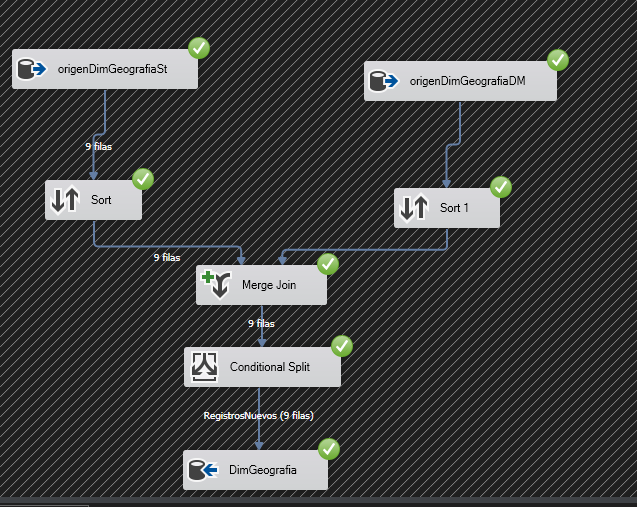 origenDimGeografiaSt
origenDimGeografiaDM
9 filas
Sort
Sort 1
9 filas
Merge Join
9 filas
Conditional Split
RegistrosNuevos (9 filas)
DimGeografia